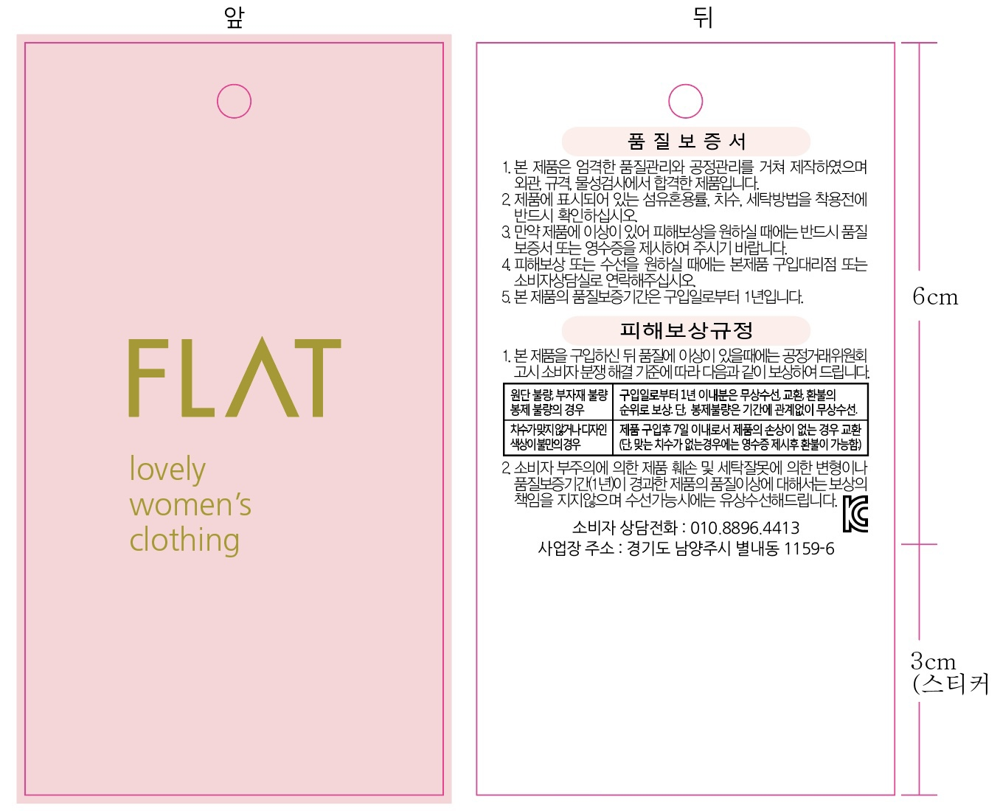 앞
FLAT
lovely
women's
clothing
뒤
품질보증서
1. 본 제품은 엄격한 품질관리와 공정관리를 거쳐 제작하였으며
외관, 규격, 물성검사에서 합격한 제품입니다.
2. 제품에 표시되어 있는 섬유혼용률, 치수, 세탁방법을 착용전에
반드시 확인하십시오.
3. 만약 제품에 이상이 있어 피해보상을 원하실 때에는 반드시 품질
보증서 또는 영수증을 제시하여 주시기 바랍니다.
4. 피해보상 또는 수선을 원하실 때에는 본제품 구입대리점 또는
소비자상담실로 연락해주십시오.
5. 본 제품의 품질보증기간은 구입일로부터 1년입니다.
피해보상규정
1. 본 제품을 구입하신 뒤 품질에 이상이 있을때에는 공정거래위원회
고시 소비자 분쟁 해결 기준에 따라 다음과 같이 보상하여 드립니다.
원단 불량, 부자재 불량
봉제 불량의 경우
구입일로부터 1년 이내분은 무상수선, 교환, 환불의
순위로 보상. 단, 봉제불량은 기간에 관계없이 무상수선.
치수가 맞지 않거나 디자인
색상이 불만의 경우
제품 구입후 7일 이내로서 제품의 손상이 없는 경우 교환
(단, 맞는 치수가 없는경우에는 영수증 제시후 환불이 가능함)
2. 소비자 부주의에 의한 제품 훼손 및 세탁잘못에 의한 변형이나
품질보증기간(1년)이 경과한 제품의 품질이상에 대해서는 보상의
책임을 지지않으며 수선가능시에는 유상수선해드립니다.
KC
소비자 상담전화 : 010.8896.4413
사업장 주소 : 경기도 남양주시 별내동 1159-6
6cm
3cm
(스티커